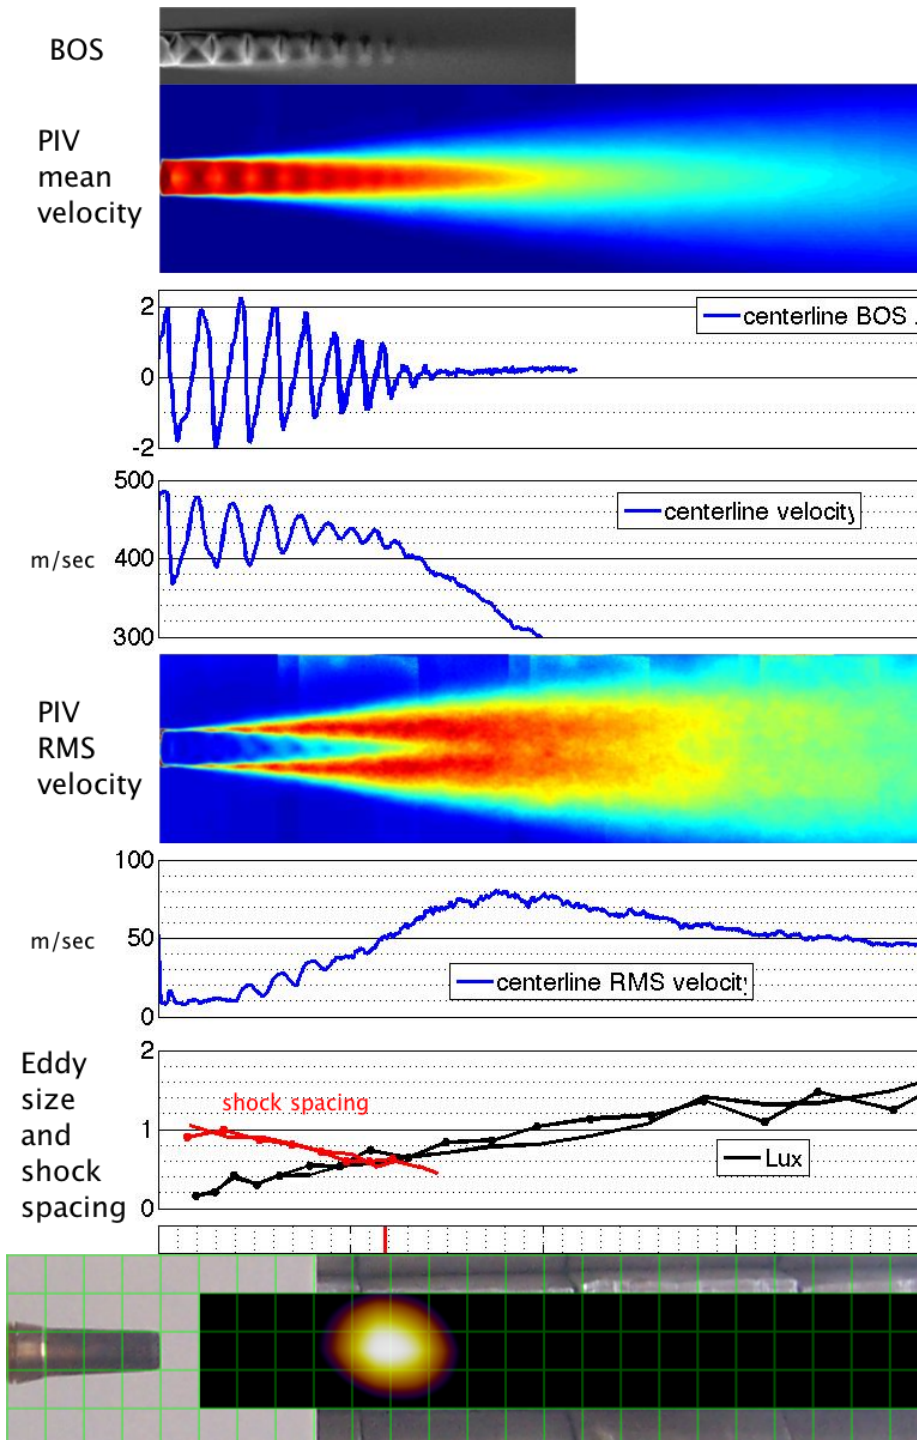 BOS
PIV
mean
velocity
2
0
-2
centerline BOS
500
400
300
m/sec
centerline velocity
PIV
RMS
velocity
100
50
0
m/sec
centerline RMS velocity
Eddy
size
and
shock
spacing
2
1
0
shock spacing
Lux